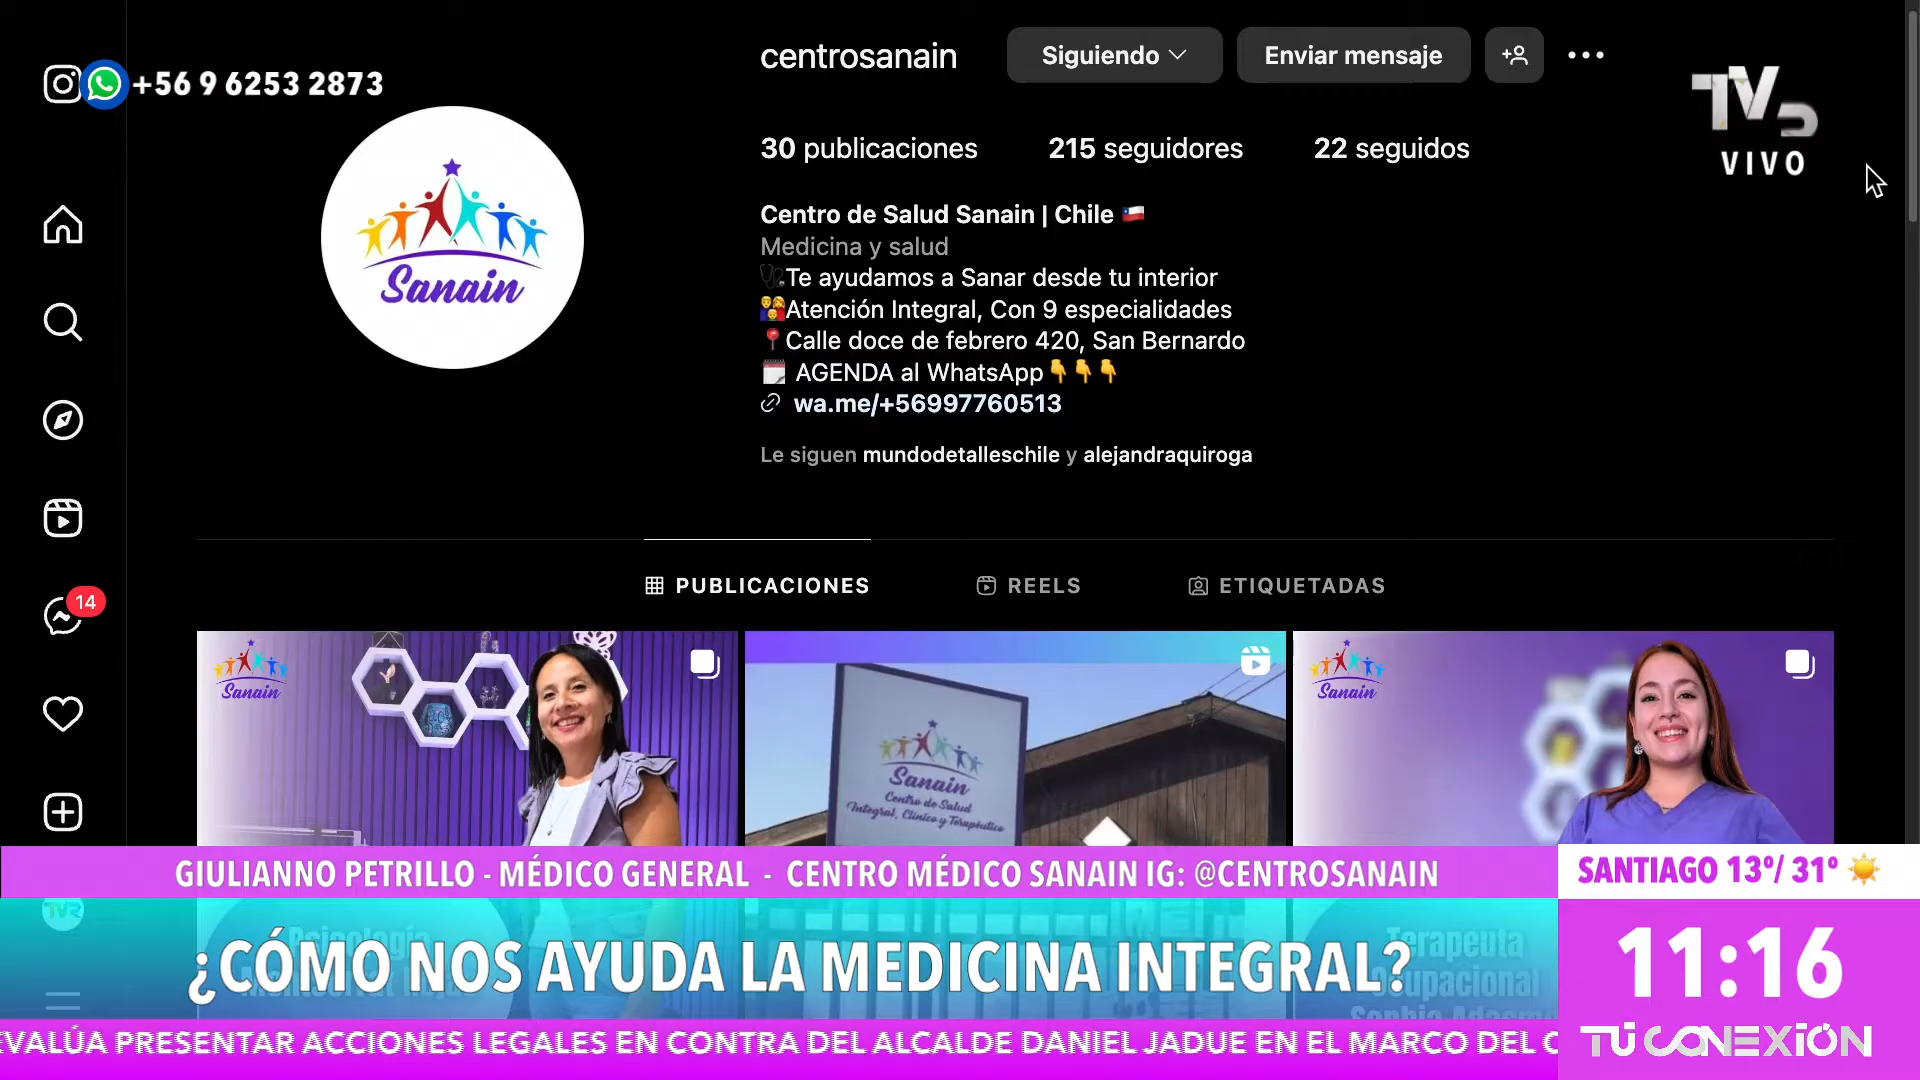 centrosanain
Siguiendo
Enviar mensaje
+56 9 6253 2873
TV
VIVO
30 publicaciones
215 seguidores
22 seguidos
Centro de Salud Sanain | Chile 🇨🇱
Medicina y salud
🩺Te ayudamos a Sanar desde tu interior
👨‍👩‍👦Atención Integral, Con 9 especialidades
📍Calle doce de febrero 420, San Bernardo
🗓️ AGENDA al WhatsApp👇👇👇
wa.me/+56997760513
Le siguen mundodetalleschile y alejandraquiroga
Sanain
PUBLICACIONES
REELS
ETIQUETADAS
14
Sanain
Sanain
Centro de Salud
Integral, Clínico y Terapéutico
Sanain
GIULIANNO PETRILLO - MÉDICO GENERAL - CENTRO MÉDICO SANAIN IG: @CENTROSANAIN
SANTIAGO 13º/ 31º
TVR
Psicología
Terapeuta
Ocupacional
¿CÓMO NOS AYUDA LA MEDICINA INTEGRAL?
11:16
EVALÚA PRESENTAR ACCIONES LEGALES EN CONTRA DEL ALCALDE DANIEL JADUE EN EL MARCO DEL C
TÚ CONEXIÓN